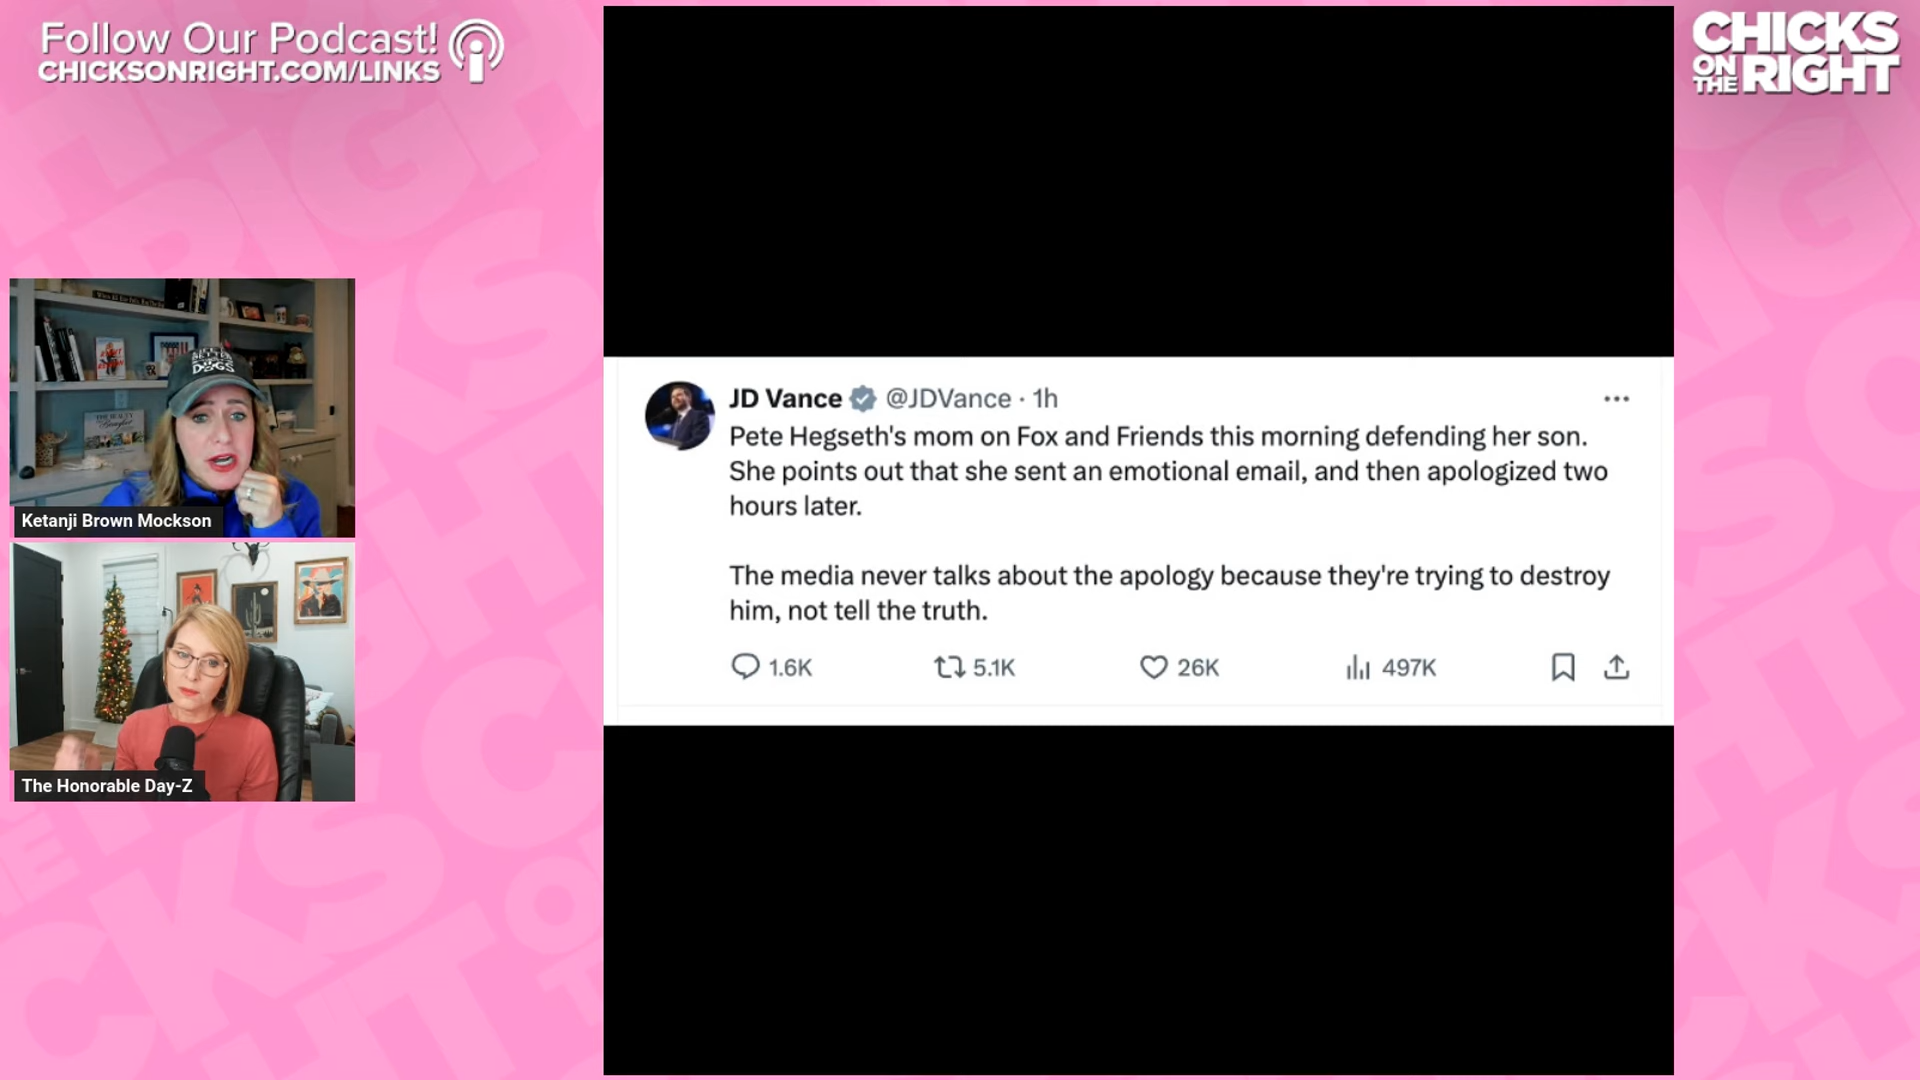 Follow Our Podcast!
CHICKSONRIGHT.COM/LINKS
CHICKS
ON THE RIGHT
DOGS
Ketanji Brown Mockson
The Honorable Day-Z
JD Vance @JDVance · 1h
Pete Hegseth's mom on Fox and Friends this morning defending her son.
She points out that she sent an emotional email, and then apologized two
hours later.
The media never talks about the apology because they're trying to destroy
him, not tell the truth.
1.6K 5.1K 26K 497K